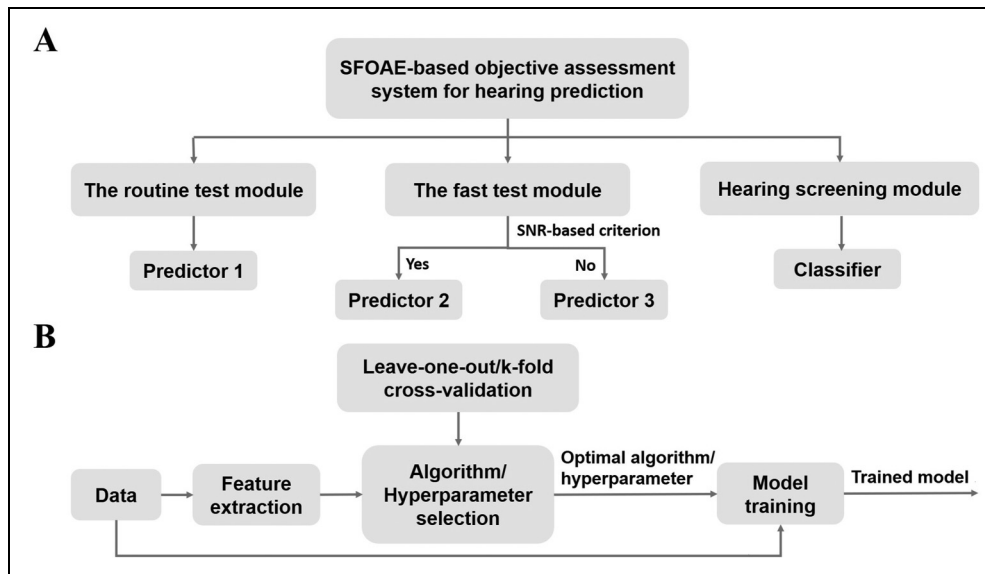 A
SFOAE-based objective assessment
system for hearing prediction
The routine test module
The fast test module
Hearing screening module
SNR-based criterion
Yes
No
Predictor 1
Predictor 2
Predictor 3
Classifier
B
Leave-one-out/k-fold
cross-validation
Data
Feature
extraction
Algorithm/
Hyperparameter
selection
Optimal algorithm/
hyperparameter
Model
training
Trained model